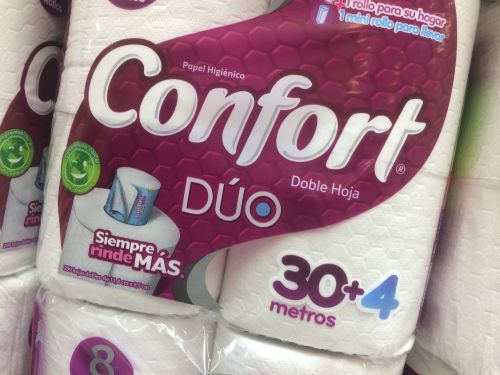 1 rollo para su hogar
1 mini rollo para llevar
Papel Higiénico
Confort®
DÚO
Doble Hoja
Siempre
rinde MÁS.
30+4
metros
8